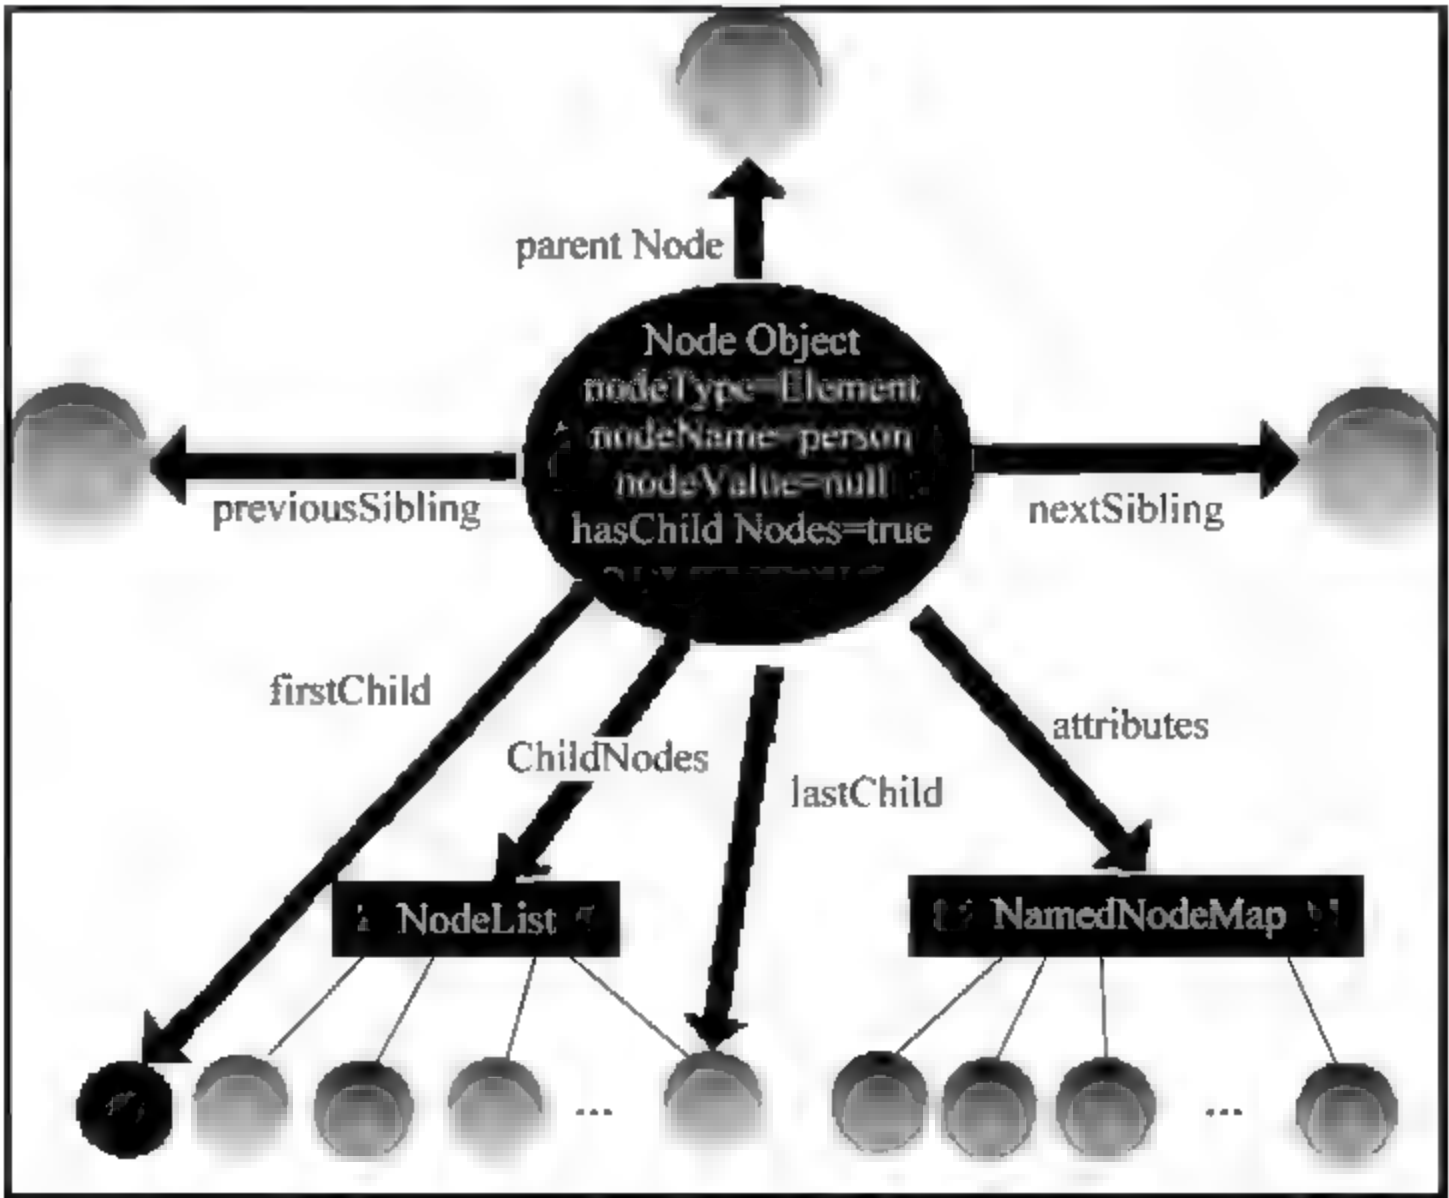 parent Node
Node Object
nodeType=Element
nodeName=person
nodeValue=null
hasChild Nodes=true
previousSibling
nextSibling
firstChild
ChildNodes
lastChild
attributes
NodeList
NamedNodeMap
...
...